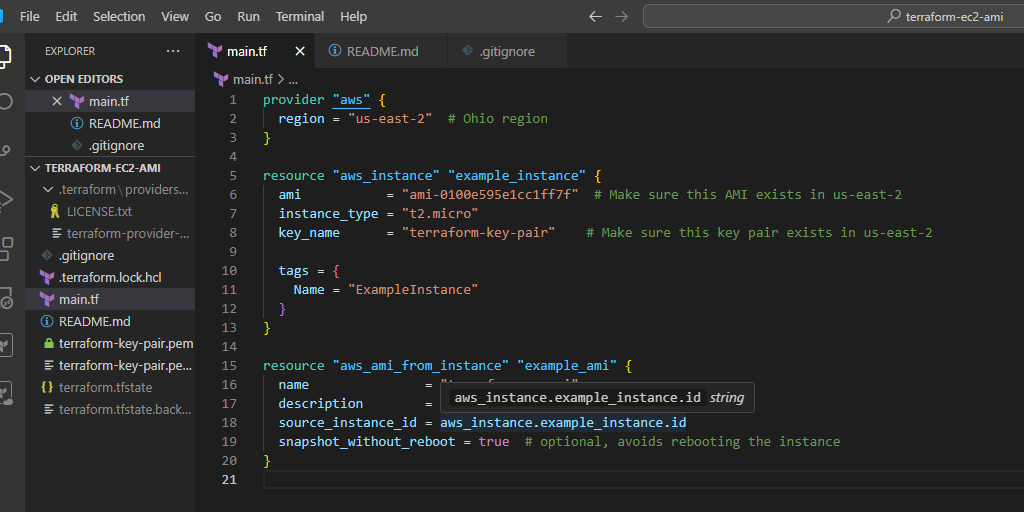 File Edit Selection View Go Run Terminal Help
terraform-ec2-ami
EXPLORER
OPEN EDITORS
main.tf
README.md
.gitignore
TERRAFORM-EC2-AMI
.terraform\providers...
LICENSE.txt
terraform-provider-...
.gitignore
.terraform.lock.hcl
main.tf
README.md
terraform-key-pair.pem
terraform-key-pair.pe...
terraform.tfstate
terraform.tfstate.back...
main.tf README.md .gitignore
main.tf > ...
1 provider "aws" {
2 region = "us-east-2" # Ohio region
3 }
4
5 resource "aws_instance" "example_instance" {
6 ami = "ami-0100e595e1cc1ff7f" # Make sure this AMI exists in us-east-2
7 instance_type = "t2.micro"
8 key_name = "terraform-key-pair" # Make sure this key pair exists in us-east-2
9
10 tags = {
11 Name = "ExampleInstance"
12 }
13 }
14
15 resource "aws_ami_from_instance" "example_ami" {
16 name =
17 description =
aws_instance.example_instance.id string
18 source_instance_id = aws_instance.example_instance.id
19 snapshot_without_reboot = true # optional, avoids rebooting the instance
20 }
21